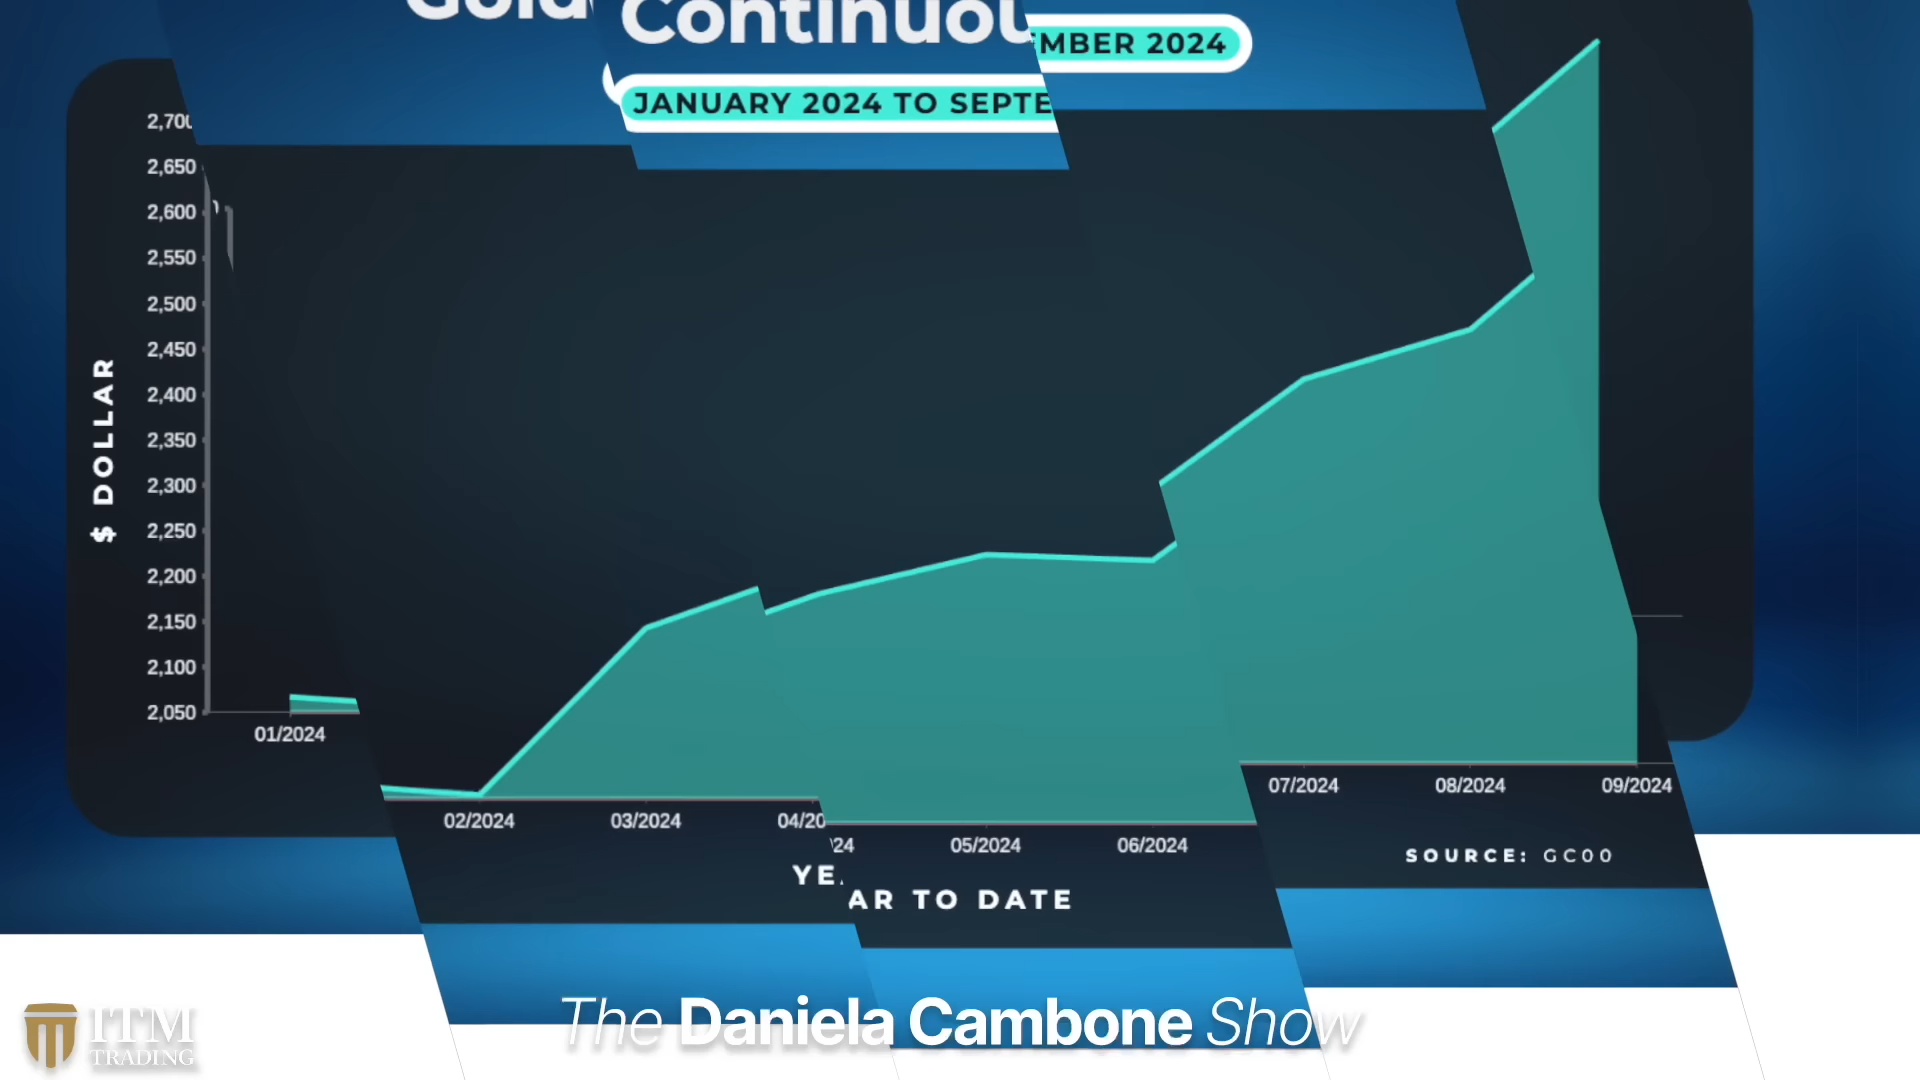 Gold
Continuou
JANUARY 2024 TO SEPTE
EMBER 2024
2,700
2,650
2,600
2,550
2,500
2,450
2,400
2,350
2,300
2,250
2,200
2,150
2,100
2,050
$ DOLLAR
01/2024
02/2024
03/2024
04/20
24
05/2024
06/2024
07/2024
08/2024
09/2024
YE
AR TO DATE
SOURCE: GC00
ITM
TRADING
The Daniela Cambone Show